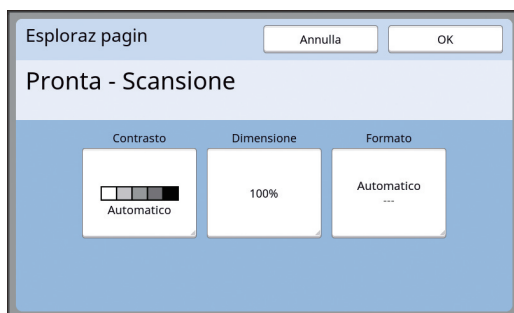 Esploraz pagin
Annulla
OK
Pronta - Scansione
Contrasto
Dimensione
Formato
Automatico
100%
Automatico
---